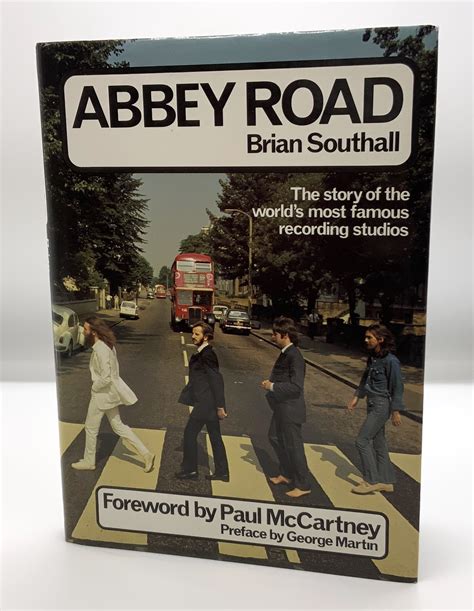 ABBEY ROAD
Brian Southall
The story of the
world's most famous
recording studios
Foreword by Paul McCartney
Preface by George Martin